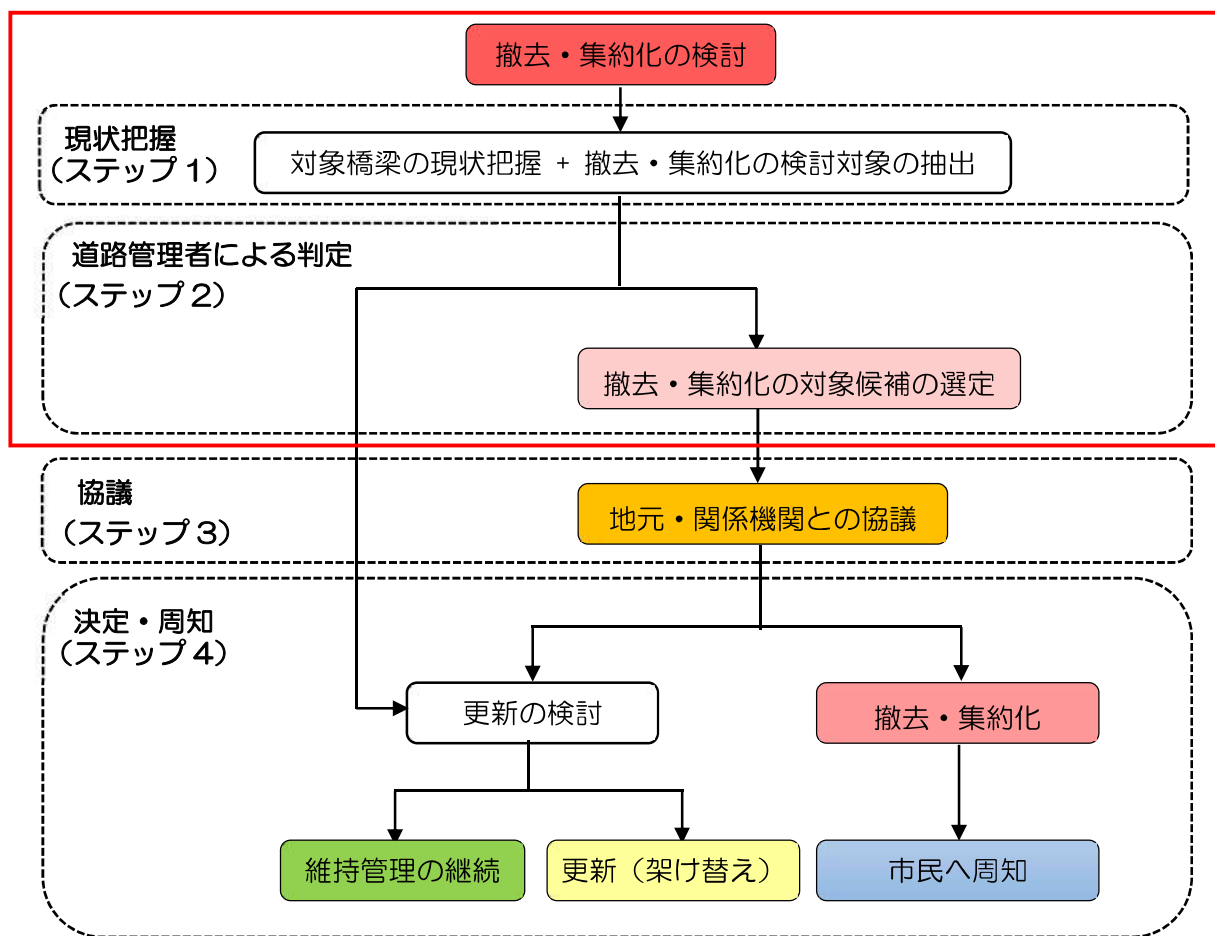 撤去・集約化の検討
現状把握
(ステップ1)
対象橋梁の現状把握 + 撤去・集約化の検討対象の抽出
道路管理者による判定
(ステップ2)
撤去・集約化の対象候補の選定
協議
(ステップ3)
地元・関係機関との協議
決定・周知
(ステップ4)
更新の検討
撤去・集約化
維持管理の継続
更新（架け替え）
市民へ周知